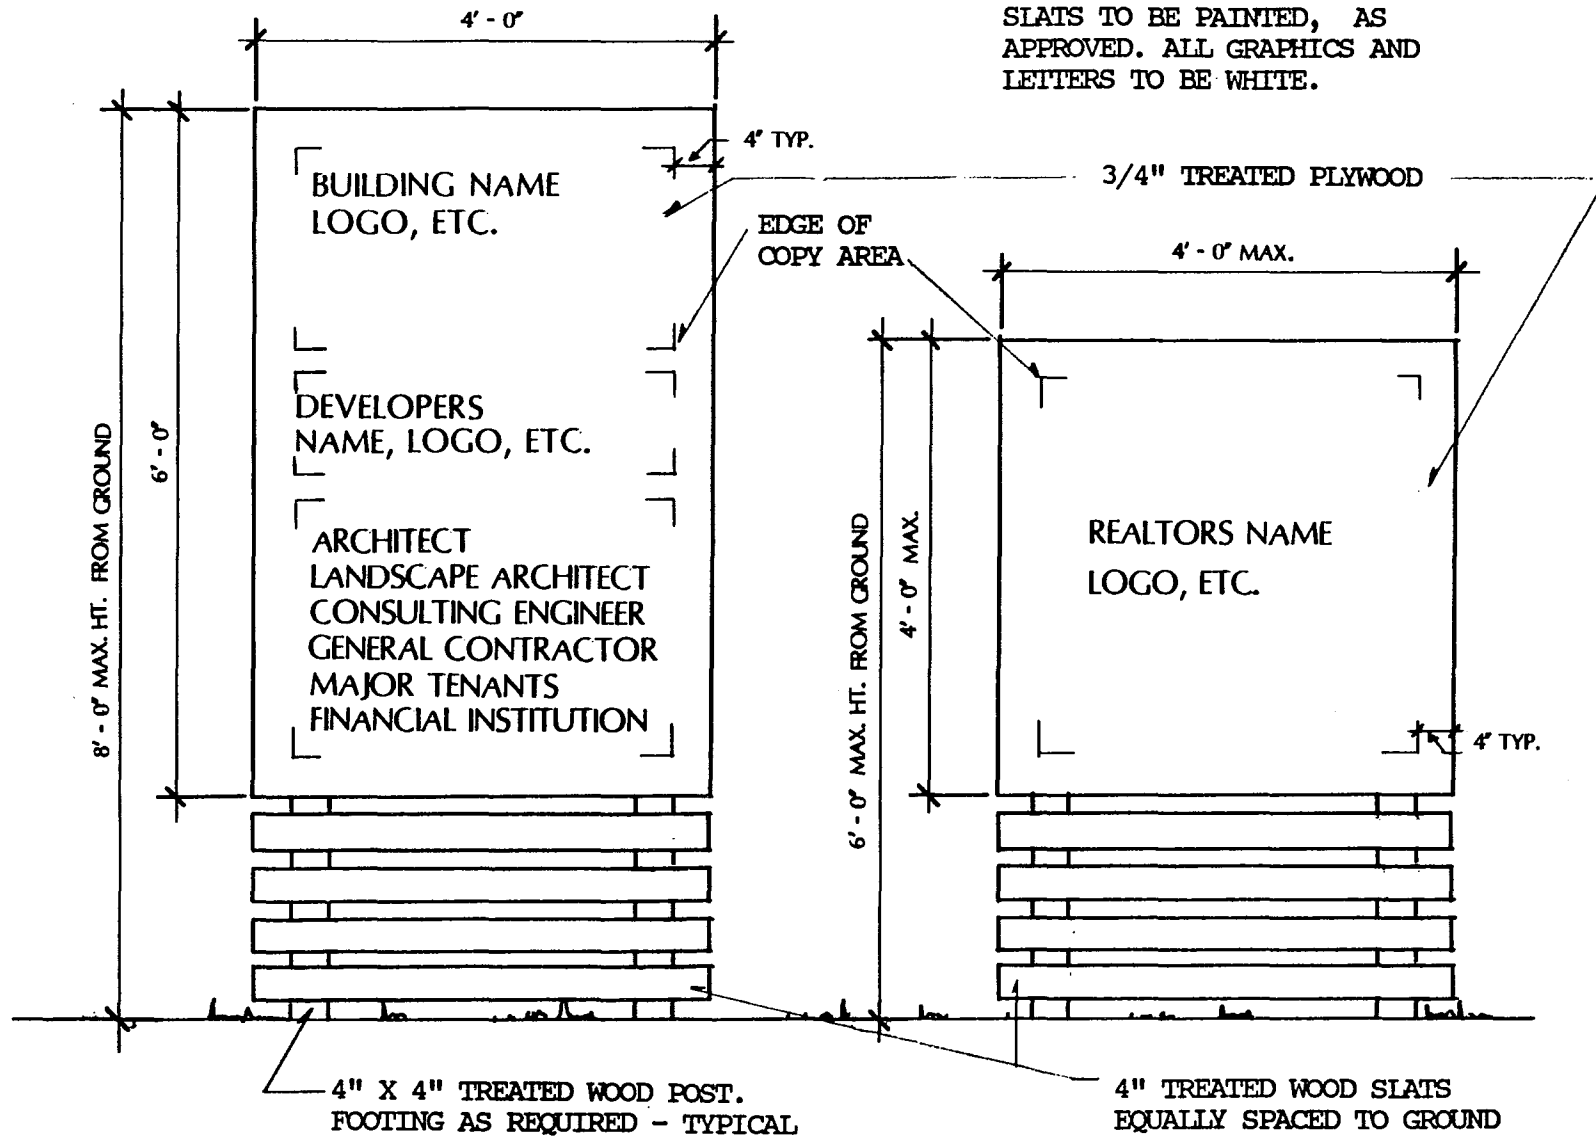 4' - 0"
SLATS TO BE PAINTED, AS
APPROVED. ALL GRAPHICS AND
LETTERS TO BE WHITE.
4" TYP.
3/4" TREATED PLYWOOD
BUILDING NAME
LOGO, ETC.
EDGE OF
COPY AREA
4' - 0" MAX.
DEVELOPERS
NAME, LOGO, ETC.
6' - 0"
8' - 0" MAX. HT. FROM GROUND
ARCHITECT
LANDSCAPE ARCHITECT
CONSULTING ENGINEER
GENERAL CONTRACTOR
MAJOR TENANTS
FINANCIAL INSTITUTION
6' - 0" MAX. HT. FROM GROUND
4' - 0" MAX.
REALTORS NAME
LOGO, ETC.
4" TYP.
4" X 4" TREATED WOOD POST.
FOOTING AS REQUIRED - TYPICAL
4" TREATED WOOD SLATS
EQUALLY SPACED TO GROUND